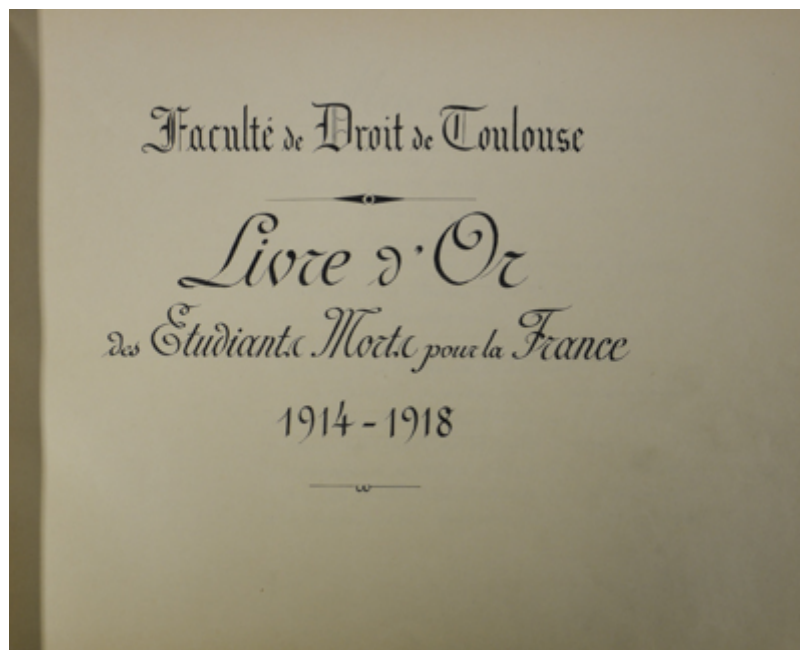 Faculté de Droit de Toulouse
Livre d'Or
des Etudiants Morts pour la France
1914-1918